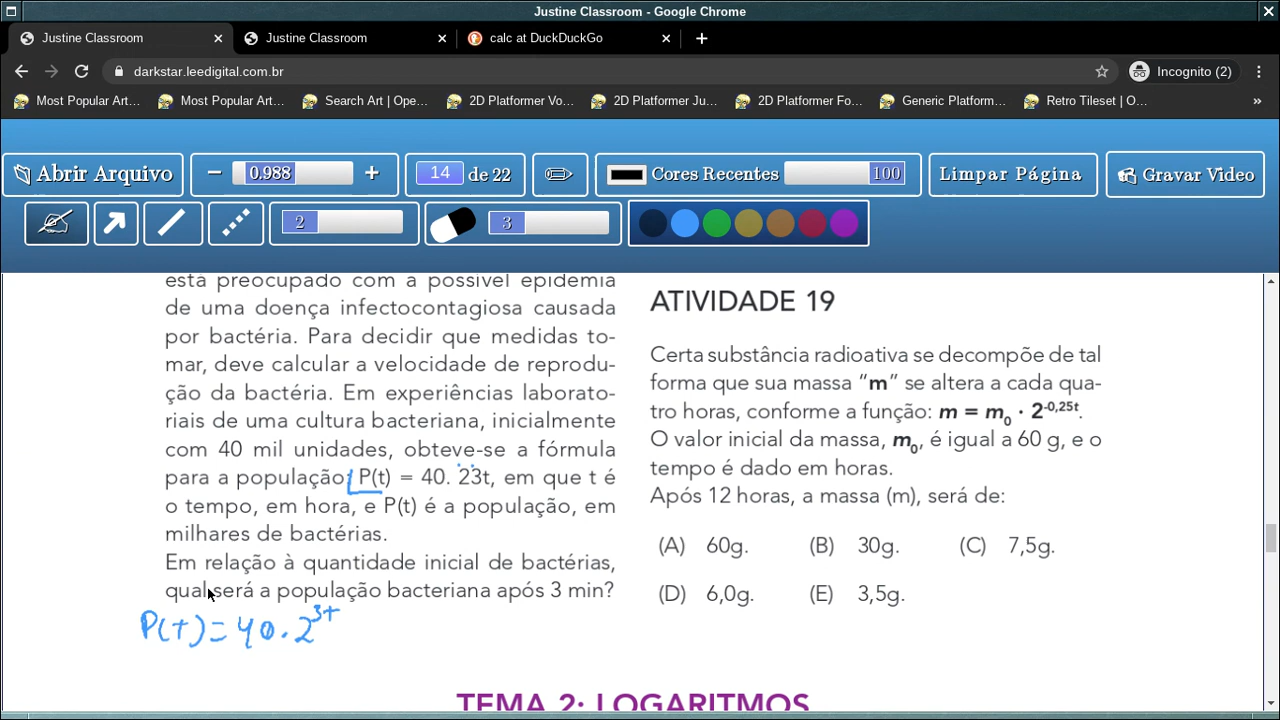 Justine Classroom - Google Chrome
Justine Classroom
Justine Classroom
calc at DuckDuckGo
darkstar.leedigital.com.br
Incognito (2)
Most Popular Art...
Most Popular Art...
Search Art | Ope...
2D Platformer Vo...
2D Platformer Ju...
2D Platformer Fo...
Generic Platform...
Retro Tileset | O...
»
Abrir Arquivo
− 0.988 +
14 de 22
Cores Recentes 100
Limpar Página
Gravar Video
2
3
está preocupado com a possível epidemia
de uma doença infectocontagiosa causada
por bactéria. Para decidir que medidas to-
mar, deve calcular a velocidade de reprodu-
ção da bactéria. Em experiências laborato-
riais de uma cultura bacteriana, inicialmente
com 40 mil unidades, obteve-se a fórmula
para a população: P(t) = 40. 23t, em que t é
o tempo, em hora, e P(t) é a população, em
milhares de bactérias.
Em relação à quantidade inicial de bactérias,
qual será a população bacteriana após 3 min?
P(t) = 40 . 2^3t
ATIVIDADE 19
Certa substância radioativa se decompõe de tal
forma que sua massa "m" se altera a cada qua-
tro horas, conforme a função: m = m₀ · 2^-0,25t.
O valor inicial da massa, m₀, é igual a 60 g, e o
tempo é dado em horas.
Após 12 horas, a massa (m), será de:
(A) 60g. (B) 30g. (C) 7,5g.
(D) 6,0g. (E) 3,5g.
TEMA 2: LOGARITMOS